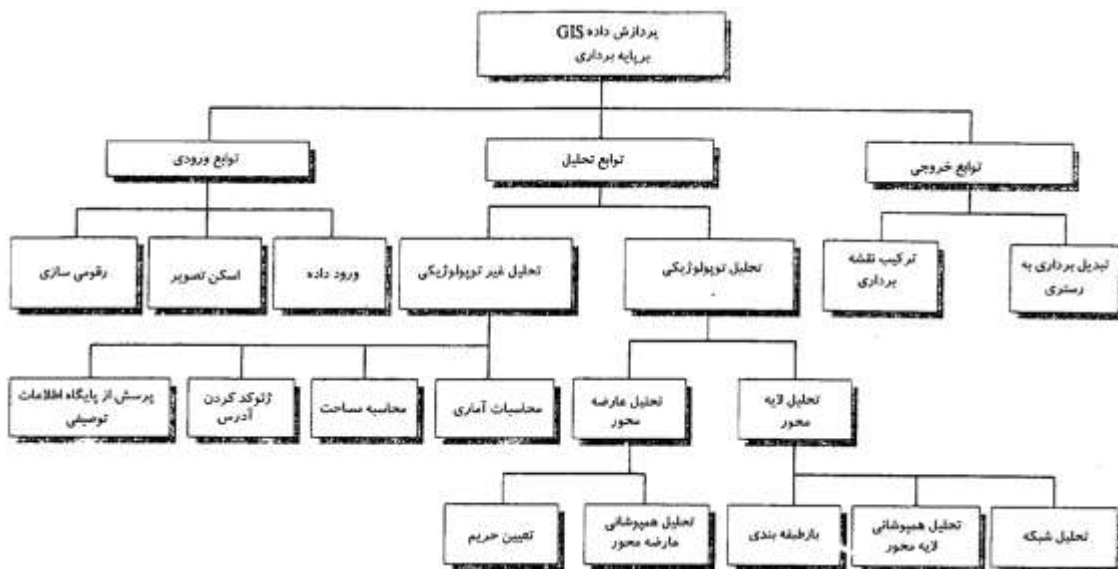 پردازش داده GIS
برپایه برداری
توابع ورودی
توابع تحلیل
توابع خروجی
رقومی سازی
اسکن تصویر
ورود داده
تحلیل غیر توپولوژیکی
تحلیل توپولوژیکی
ترکیب نقشه
برداری
تبدیل برداری به
رستری
پرسش از پایگاه اطلاعات
توصیفی
ژئوکد کردن
آدرس
محاسبه مساحت
محاسبات آماری
تحلیل عارضه
محور
تحلیل لایه
محور
تعیین حریم
تحلیل همپوشانی
عارضه محور
بازطبقه بندی
تحلیل همپوشانی
لایه محور
تحلیل شبکه